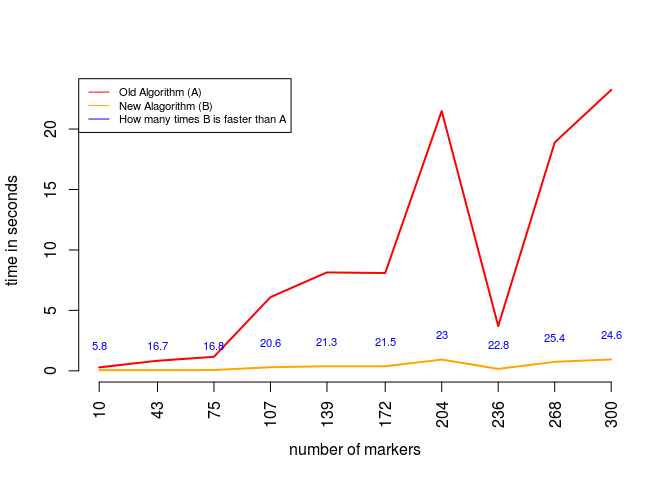 Old Algorithm (A)
New Alagorithm (B)
How many times B is faster than A
time in seconds
20
15
10
5
0
5.8 16.7 16.8 20.6 21.3 21.5 23 22.8 25.4 24.6
10 43 75 107 139 172 204 236 268 300
number of markers